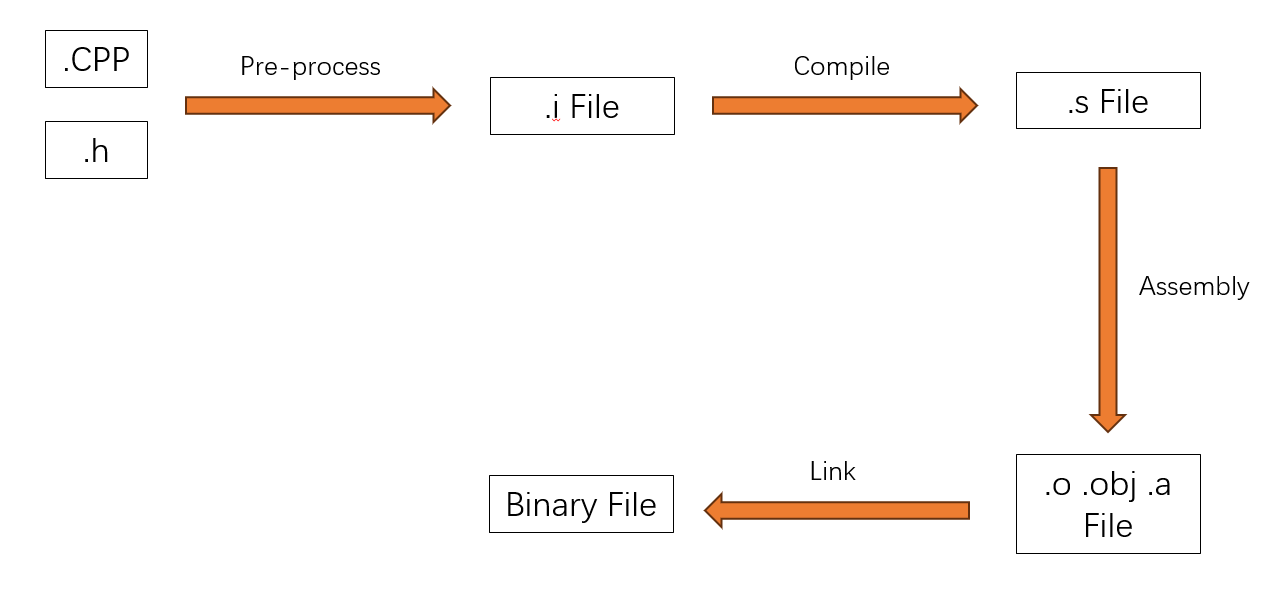 .CPP
.h
Pre-process
.i File
Compile
.s File
Assembly
.o .obj .a
File
Link
Binary File